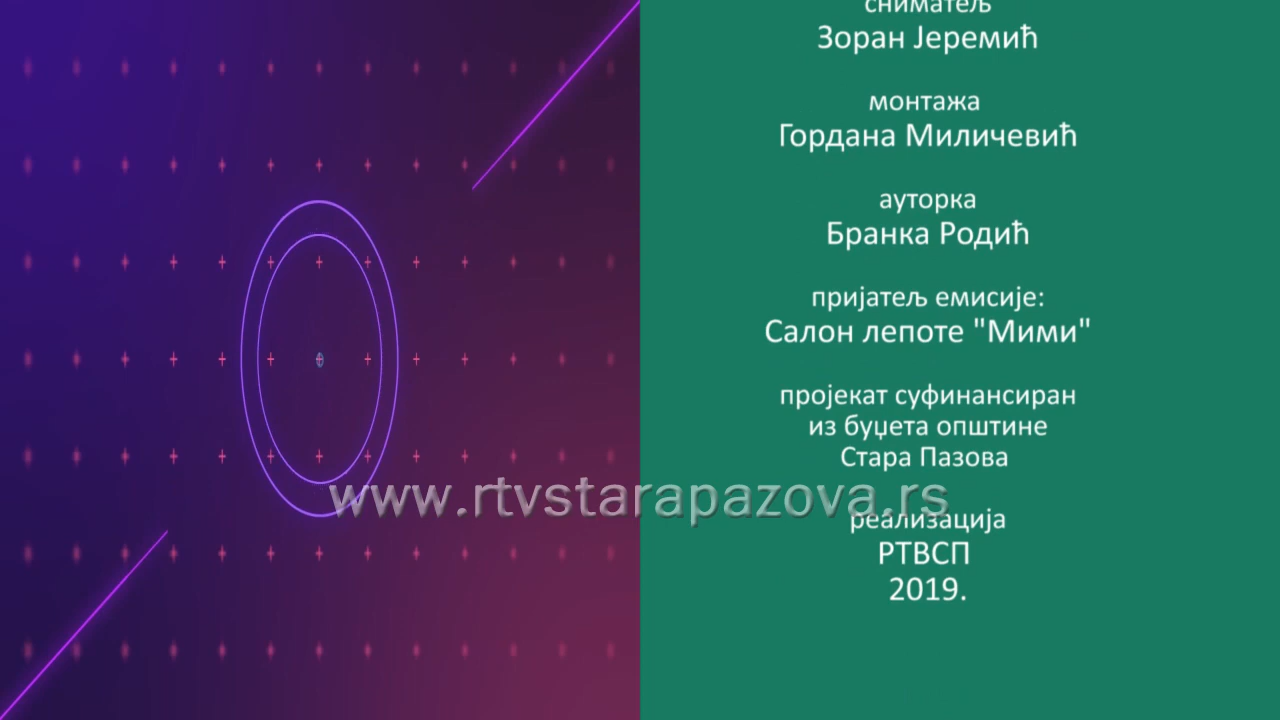 сниматељ
Зоран Јеремић
монтажа
Гордана Миличевић
ауторка
Бранка Родић
пријатељ емисије:
Салон лепоте "Мими"
пројекат суфинансиран
из буџета општине
Стара Пазова
www.rtvstarapazova.rs
реализација
РТВСП
2019.